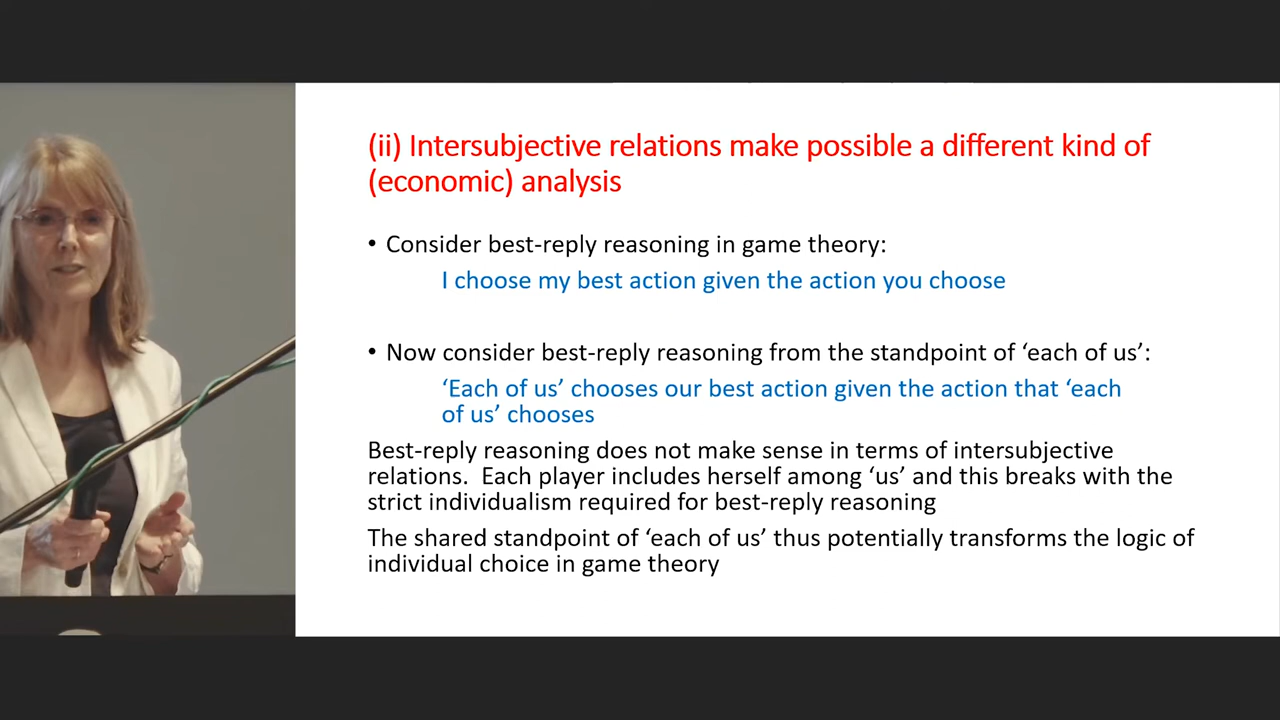 (ii) Intersubjective relations make possible a different kind of
(economic) analysis
• Consider best-reply reasoning in game theory:
I choose my best action given the action you choose
• Now consider best-reply reasoning from the standpoint of ‘each of us’:
‘Each of us’ chooses our best action given the action that ‘each
of us’ chooses
Best-reply reasoning does not make sense in terms of intersubjective
relations.  Each player includes herself among ‘us’ and this breaks with the
strict individualism required for best-reply reasoning
The shared standpoint of ‘each of us’ thus potentially transforms the logic of
individual choice in game theory